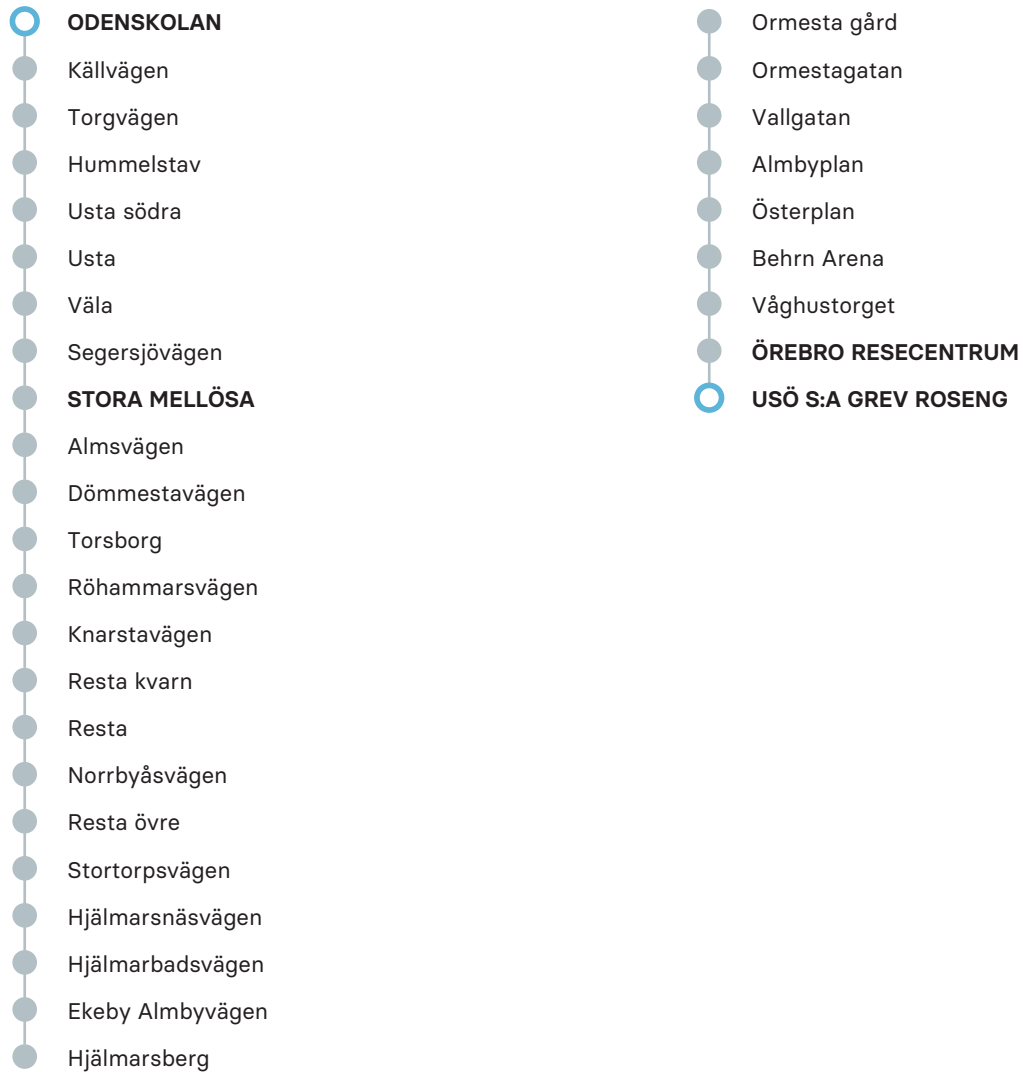 ODENSKOLAN
Källvägen
Torgvägen
Hummelstav
Usta södra
Usta
Väla
Segersjövägen
STORA MELLÖSA
Almsvägen
Dömmestavägen
Torsborg
Röhammarsvägen
Knarstavägen
Resta kvarn
Resta
Norrbyåsvägen
Resta övre
Stortorpsvägen
Hjälmarsnäsvägen
Hjälmarbadsvägen
Ekeby Almbyvägen
Hjälmarsberg
Ormesta gård
Ormestagatan
Vallgatan
Almbyplan
Österplan
Behrn Arena
Våghustorget
ÖREBRO RESECENTRUM
USÖ S:A GREV ROSENG